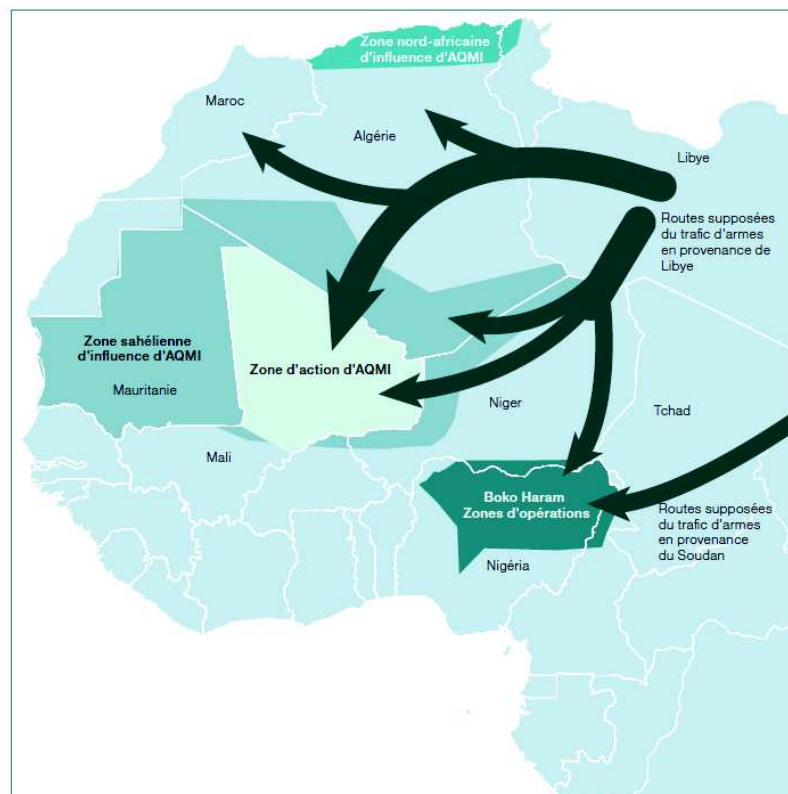 Zone nord-africaine
d'influence d'AQMI
Maroc
Algérie
Libye
Routes supposées
du trafic d'armes
en provenance de
Libye
Zone sahélienne
d'influence d'AQMI
Zone d'action d'AQMI
Mauritanie
Niger
Tchad
Mali
Boko Haram
Zones d'opérations
Routes supposées
du trafic d'armes
en provenance
du Soudan
Nigéria